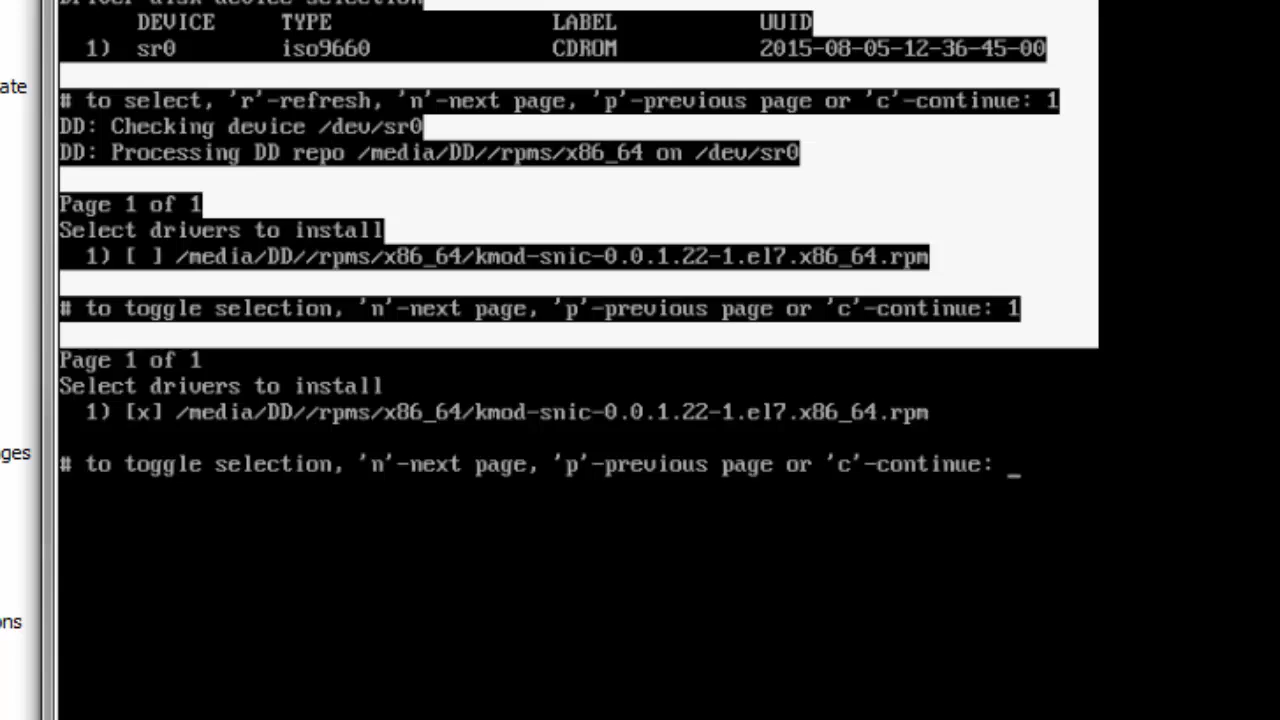 Driver disk device selection
DEVICE TYPE LABEL UUID
1) sr0 iso9660 CDROM 2015-08-05-12-36-45-00
ate
# to select, 'r'-refresh, 'n'-next page, 'p'-previous page or 'c'-continue: 1
DD: Checking device /dev/sr0
DD: Processing DD repo /media/DD//rpms/x86_64 on /dev/sr0
Page 1 of 1
Select drivers to install
1) [ ] /media/DD//rpms/x86_64/kmod-snic-0.0.1.22-1.el7.x86_64.rpm
# to toggle selection, 'n'-next page, 'p'-previous page or 'c'-continue: 1
Page 1 of 1
Select drivers to install
1) [x] /media/DD//rpms/x86_64/kmod-snic-0.0.1.22-1.el7.x86_64.rpm
ges
# to toggle selection, 'n'-next page, 'p'-previous page or 'c'-continue: _
ons